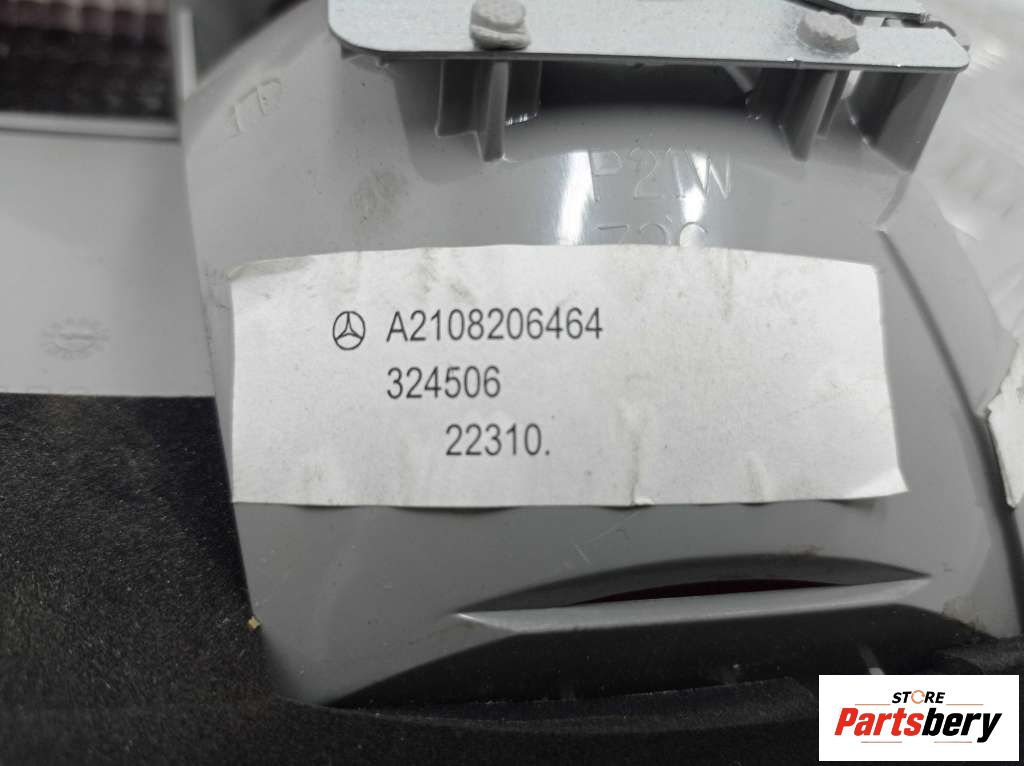 P21W
A2108206464
324506
22310.
STORE
Partsbery